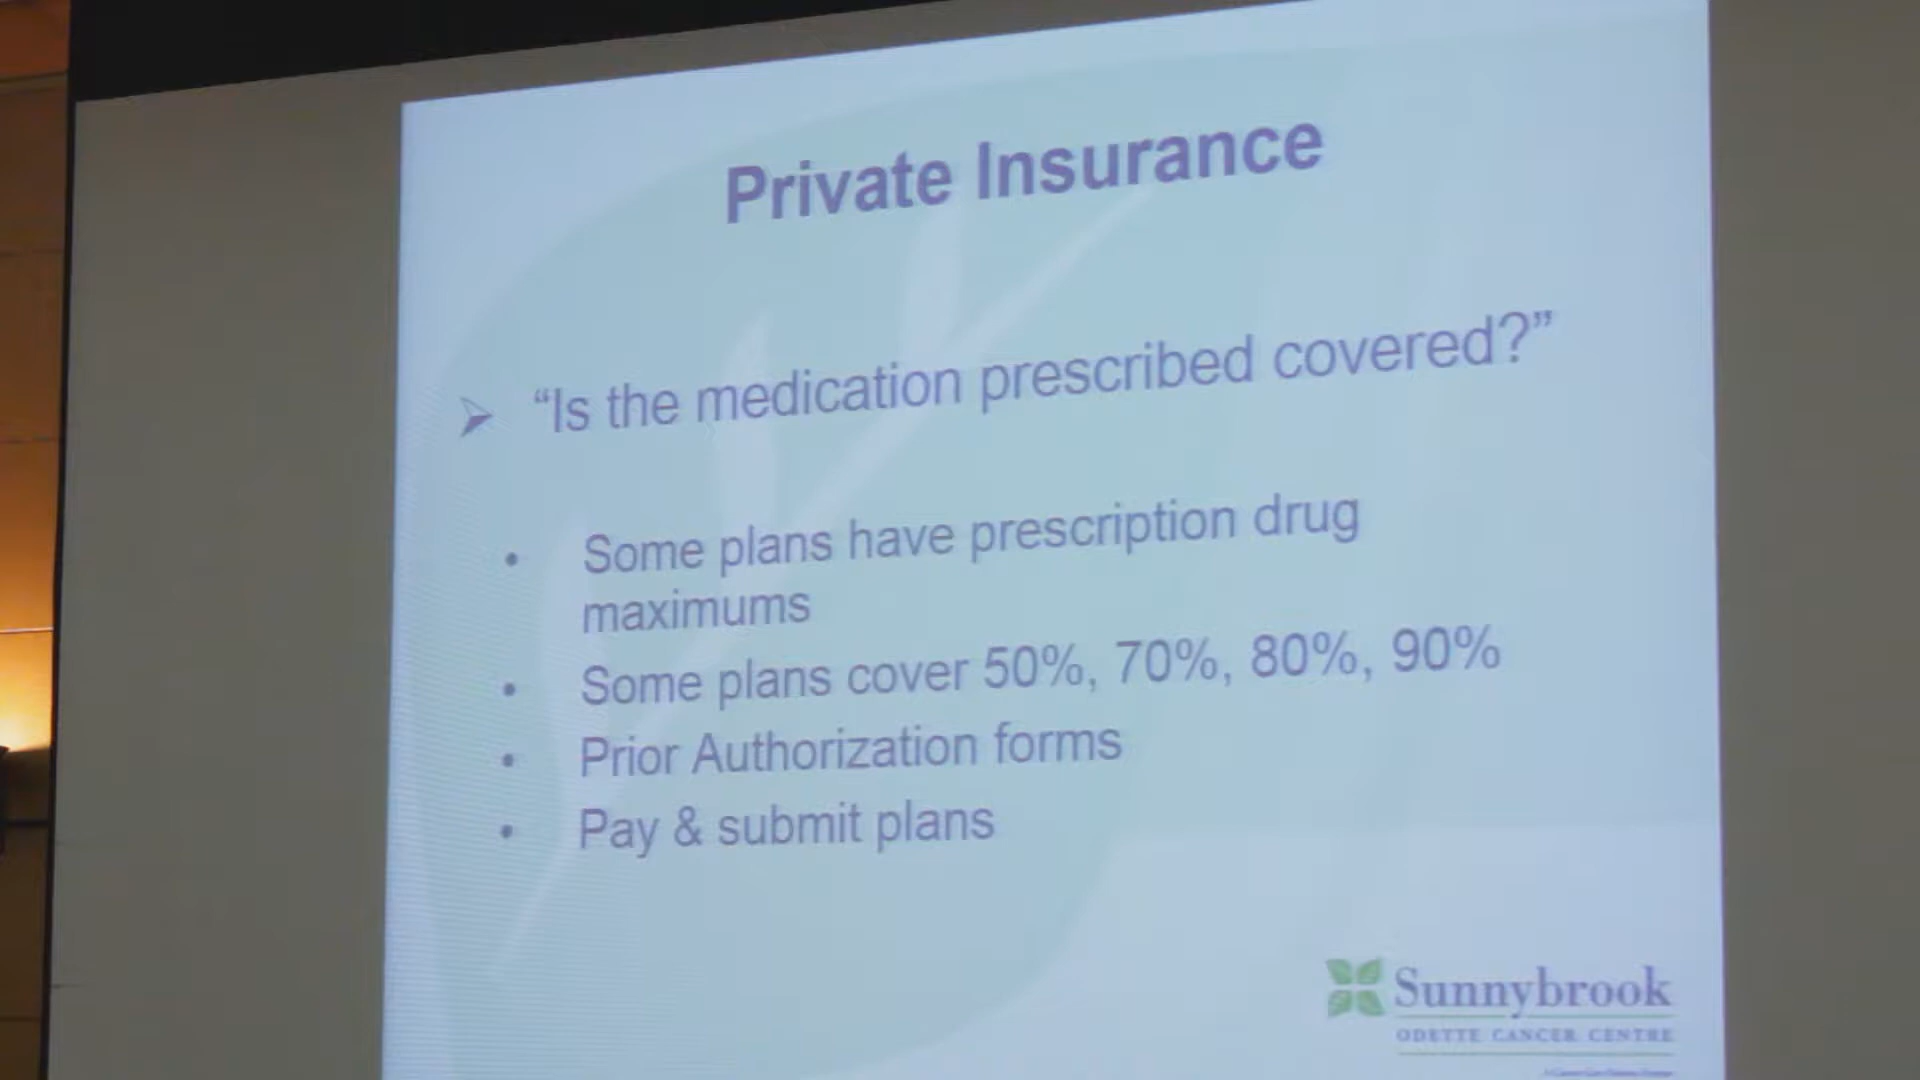 Private Insurance
➢ “Is the medication prescribed covered?”
• Some plans have prescription drug
maximums
• Some plans cover 50%, 70%, 80%, 90%
• Prior Authorization forms
• Pay & submit plans
Sunnybrook
ODETTE CANCER CENTRE